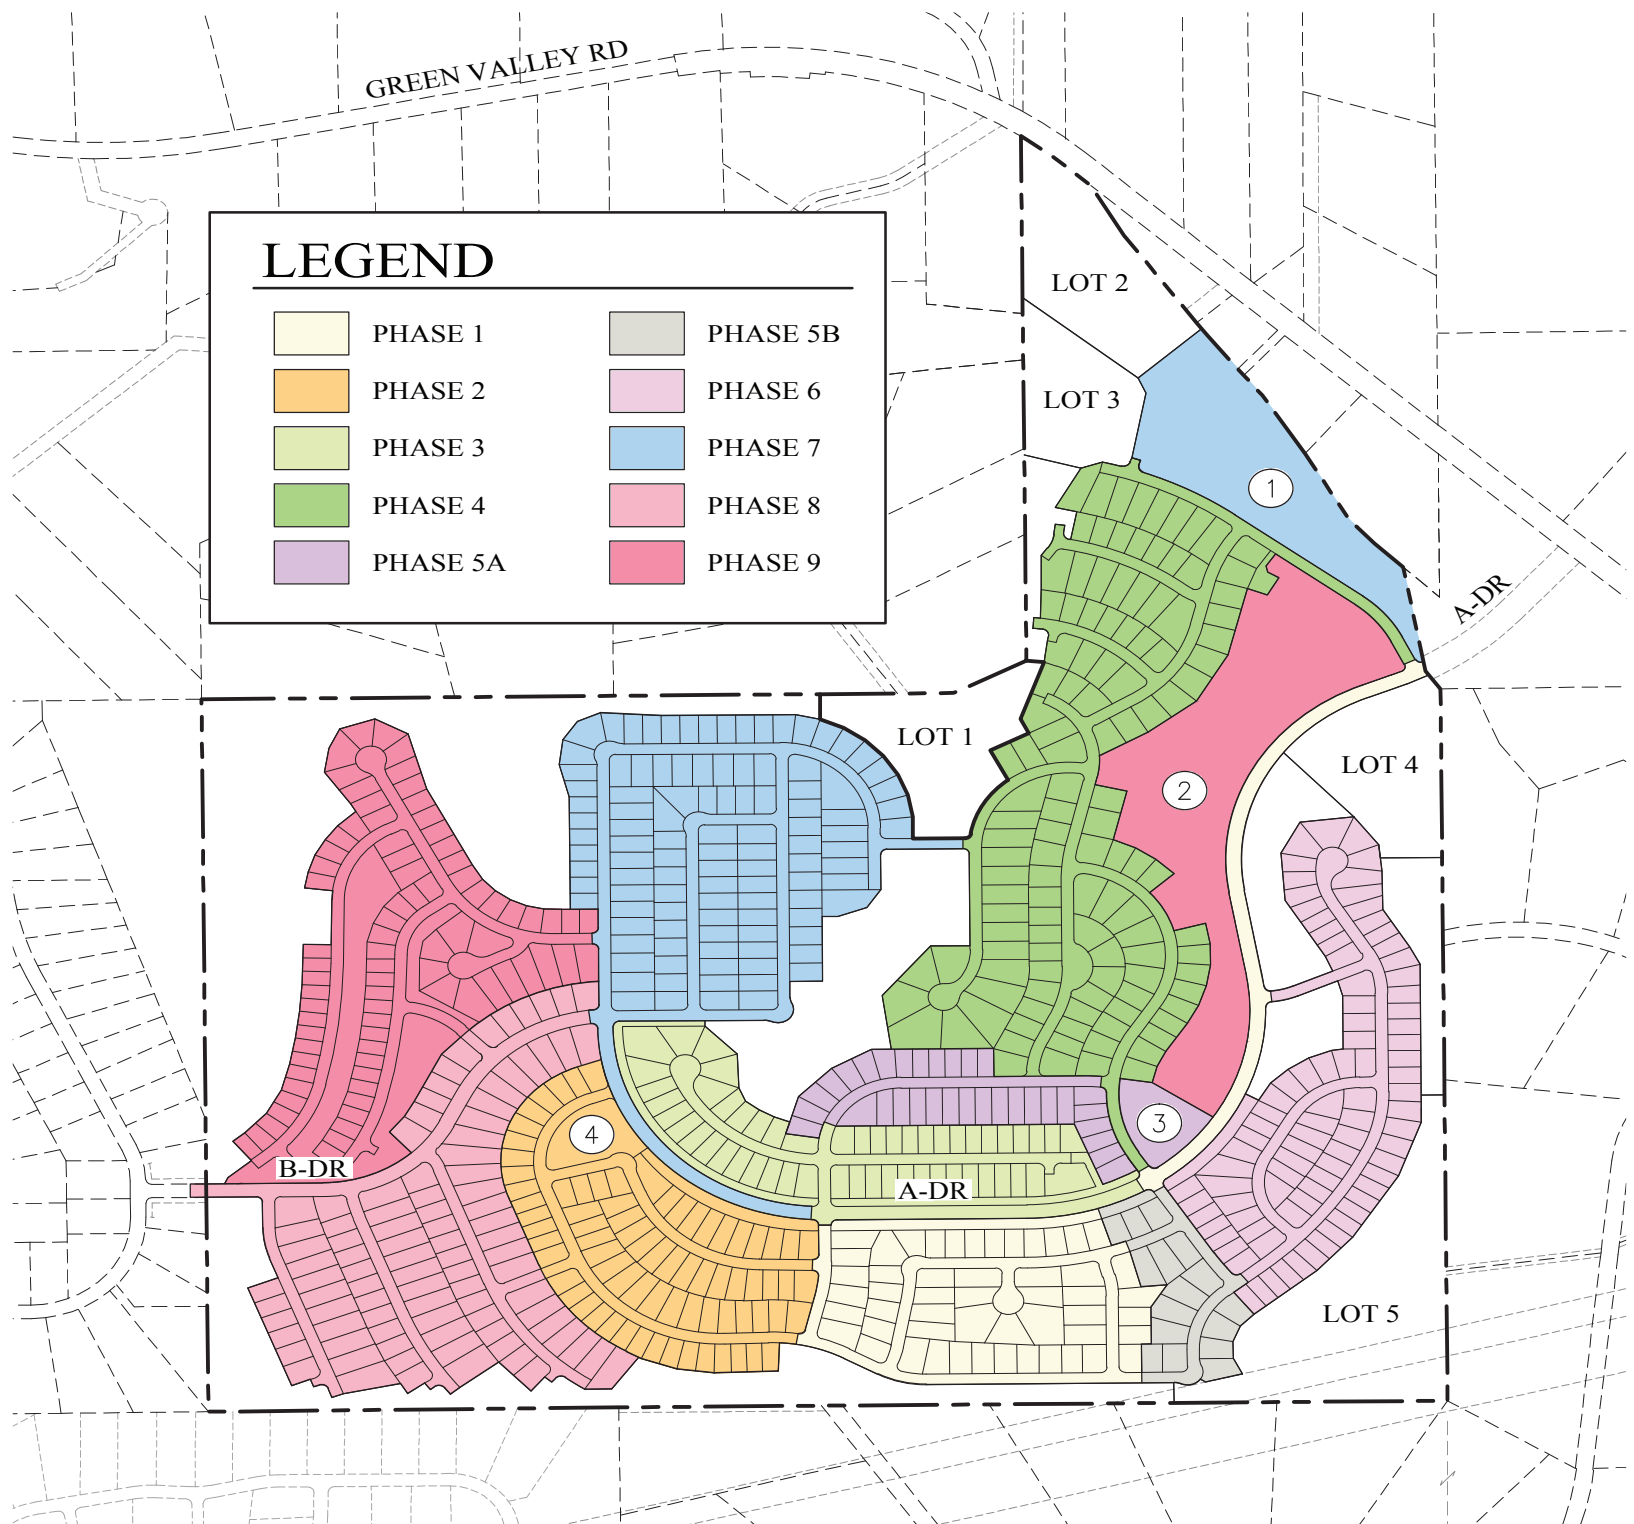 GREEN VALLEY RD
LEGEND
PHASE 1
PHASE 2
PHASE 3
PHASE 4
PHASE 5A
PHASE 5B
PHASE 6
PHASE 7
PHASE 8
PHASE 9
LOT 2
LOT 3
1
A-DR
LOT 1
LOT 4
2
3
4
B-DR
A-DR
LOT 5